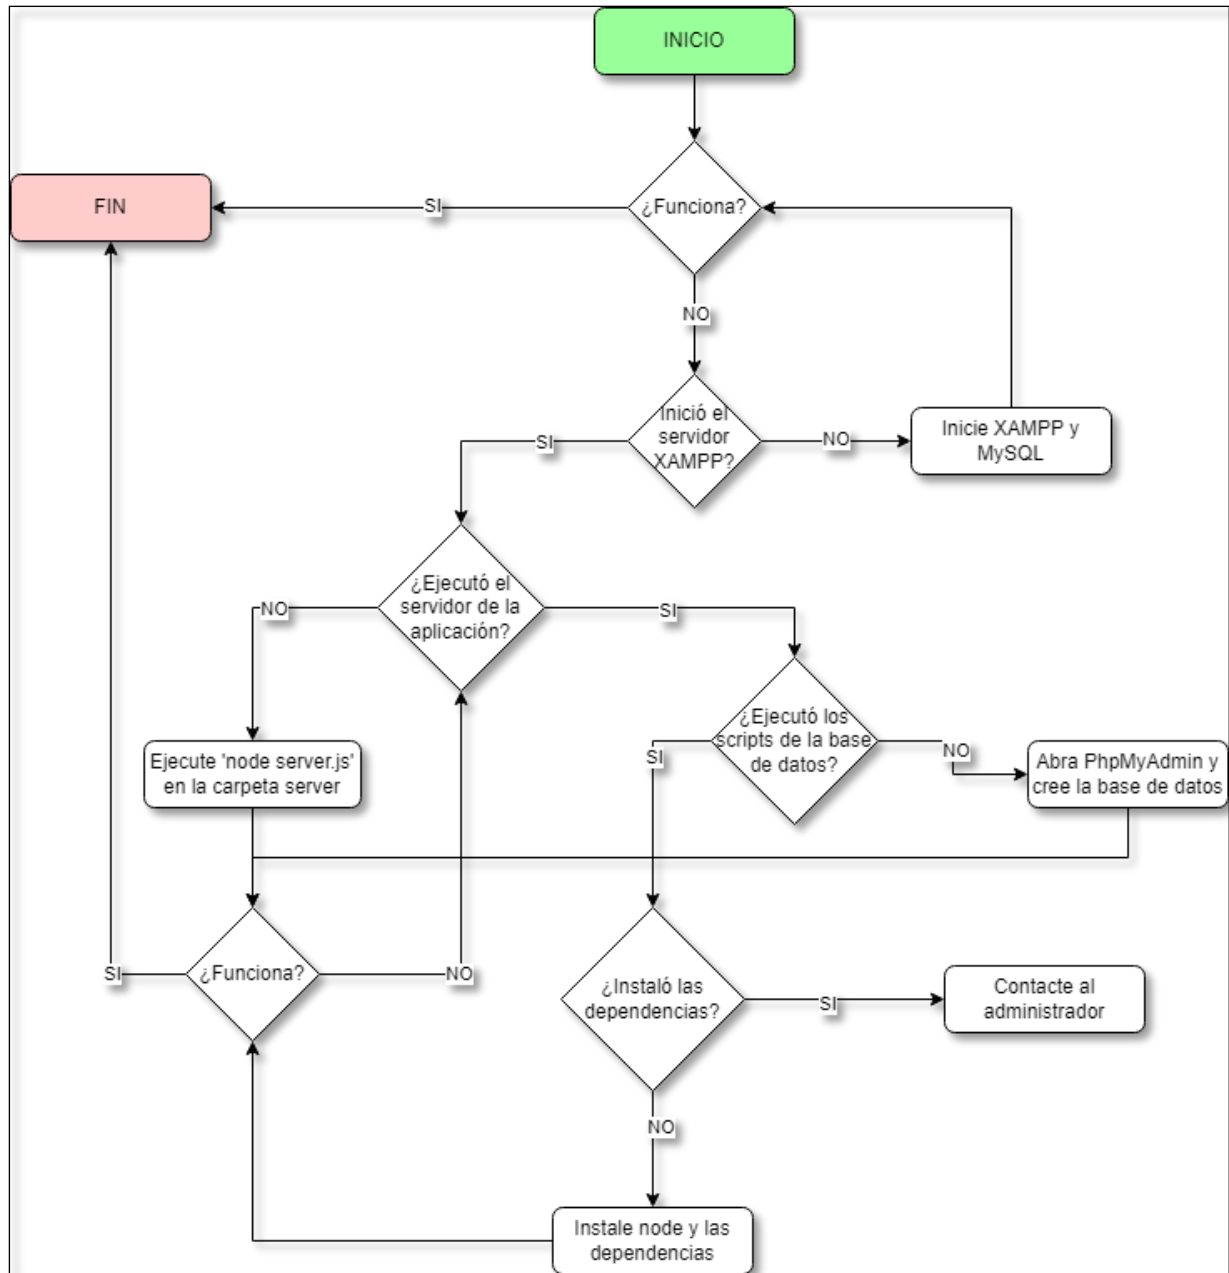 INICIO
FIN
SI
¿Funciona?
NO
Inició el
servidor
XAMPP?
SI
NO
Inicie XAMPP y
MySQL
¿Ejecutó el
servidor de la
aplicación?
NO
SI
¿Ejecutó los
scripts de la base
de datos?
SI
NO
Abra PhpMyAdmin y
cree la base de datos
Ejecute 'node server.js'
en la carpeta server
SI
¿Funciona?
NO
¿Instaló las
dependencias?
SI
Contacte al
administrador
NO
Instale node y las
dependencias